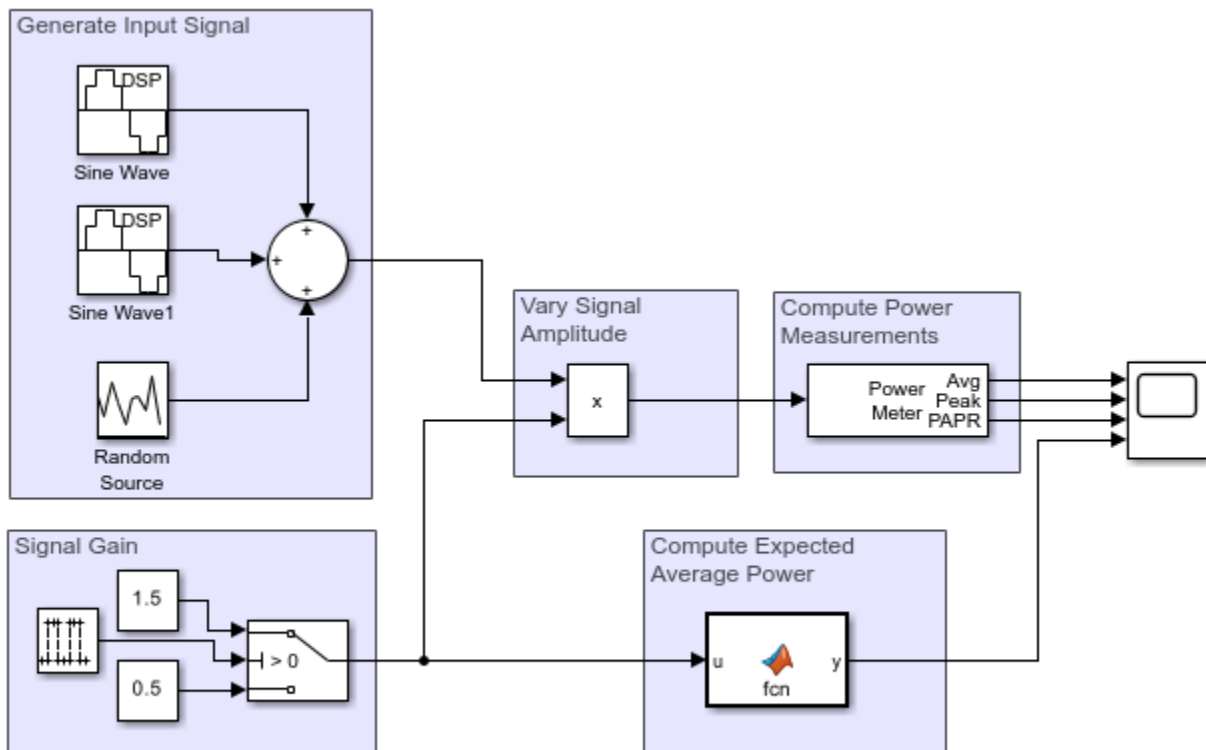 Generate Input Signal
DSP
Sine Wave
+
DSP
+
+
Sine Wave1
Random
Source
Vary Signal
Amplitude
x
Compute Power
Measurements
Power
Meter
Avg
Peak
PAPR
Signal Gain
1.5
> 0
0.5
Compute Expected
Average Power
u
y
fcn